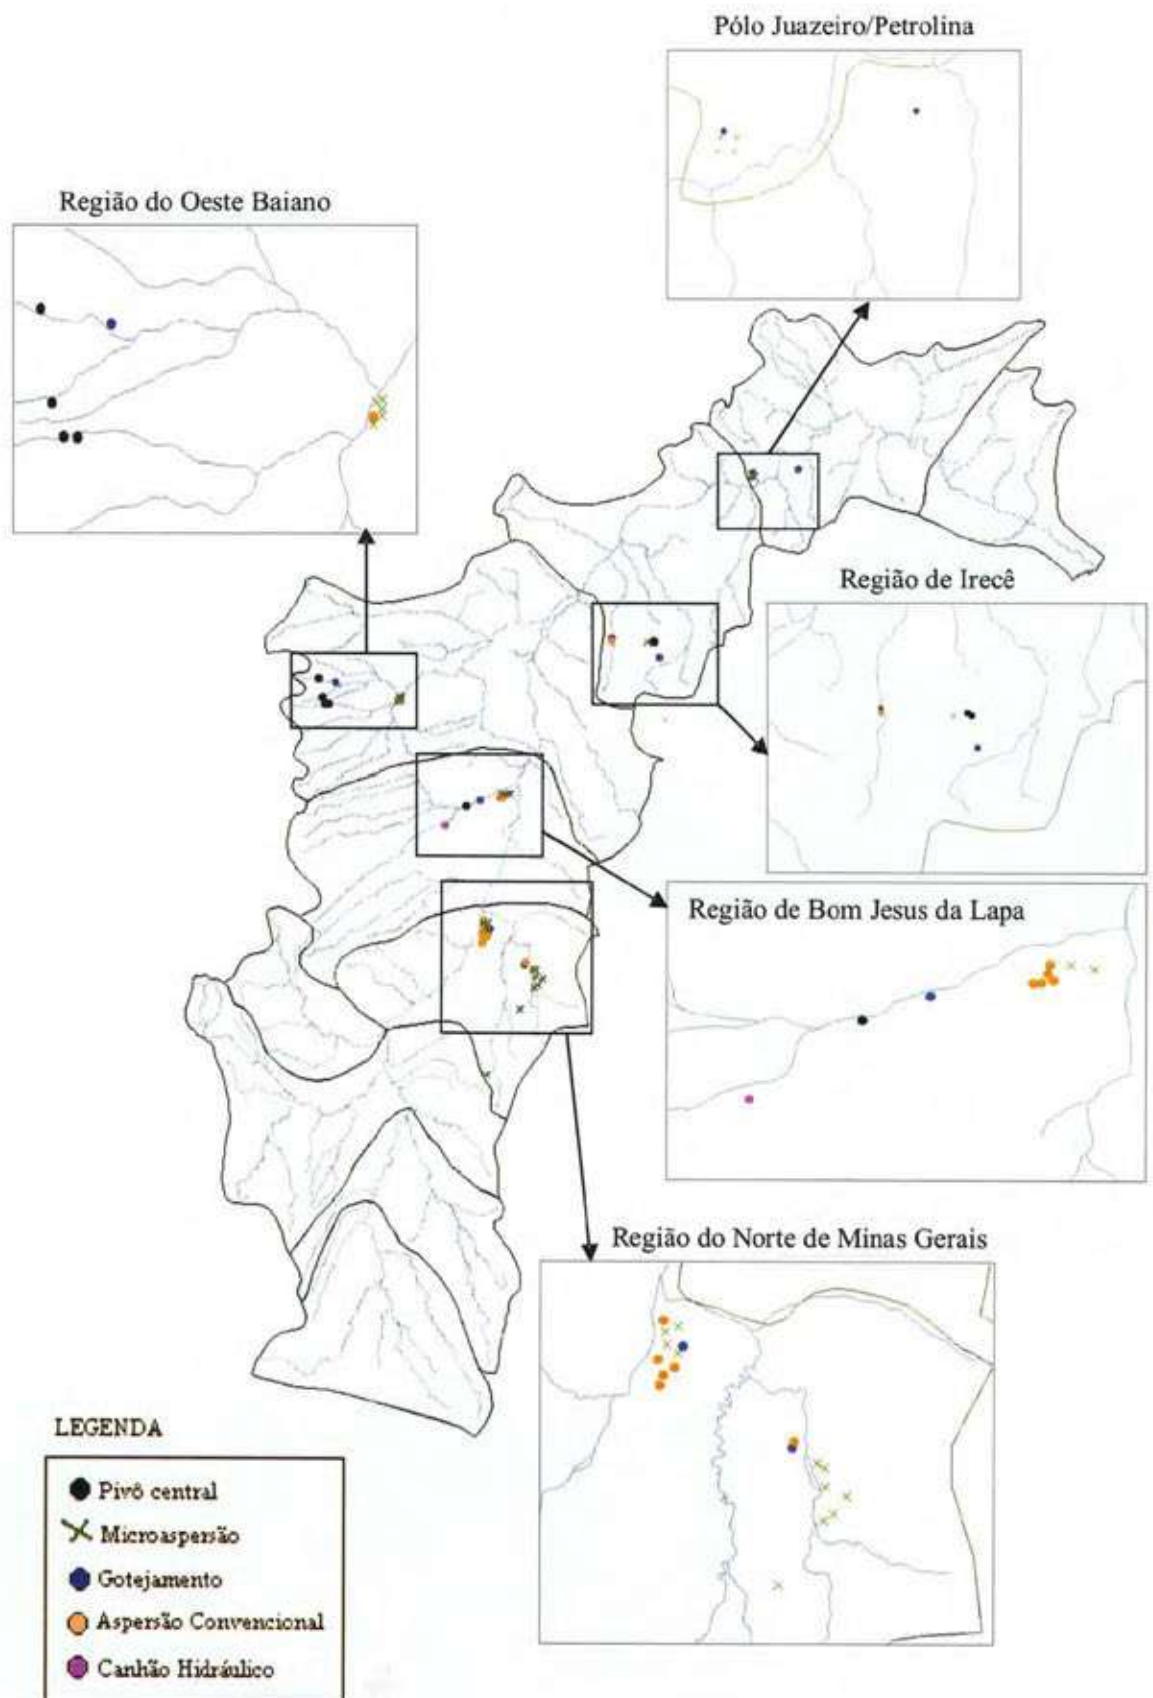 Pólo Juazeiro/Petrolina
Região do Oeste Baiano
Região de Irecê
Região de Bom Jesus da Lapa
Região do Norte de Minas Gerais
LEGENDA
Pivô central
Microaspersão
Gotejamento
Aspersão Convencional
Canhão Hidráulico